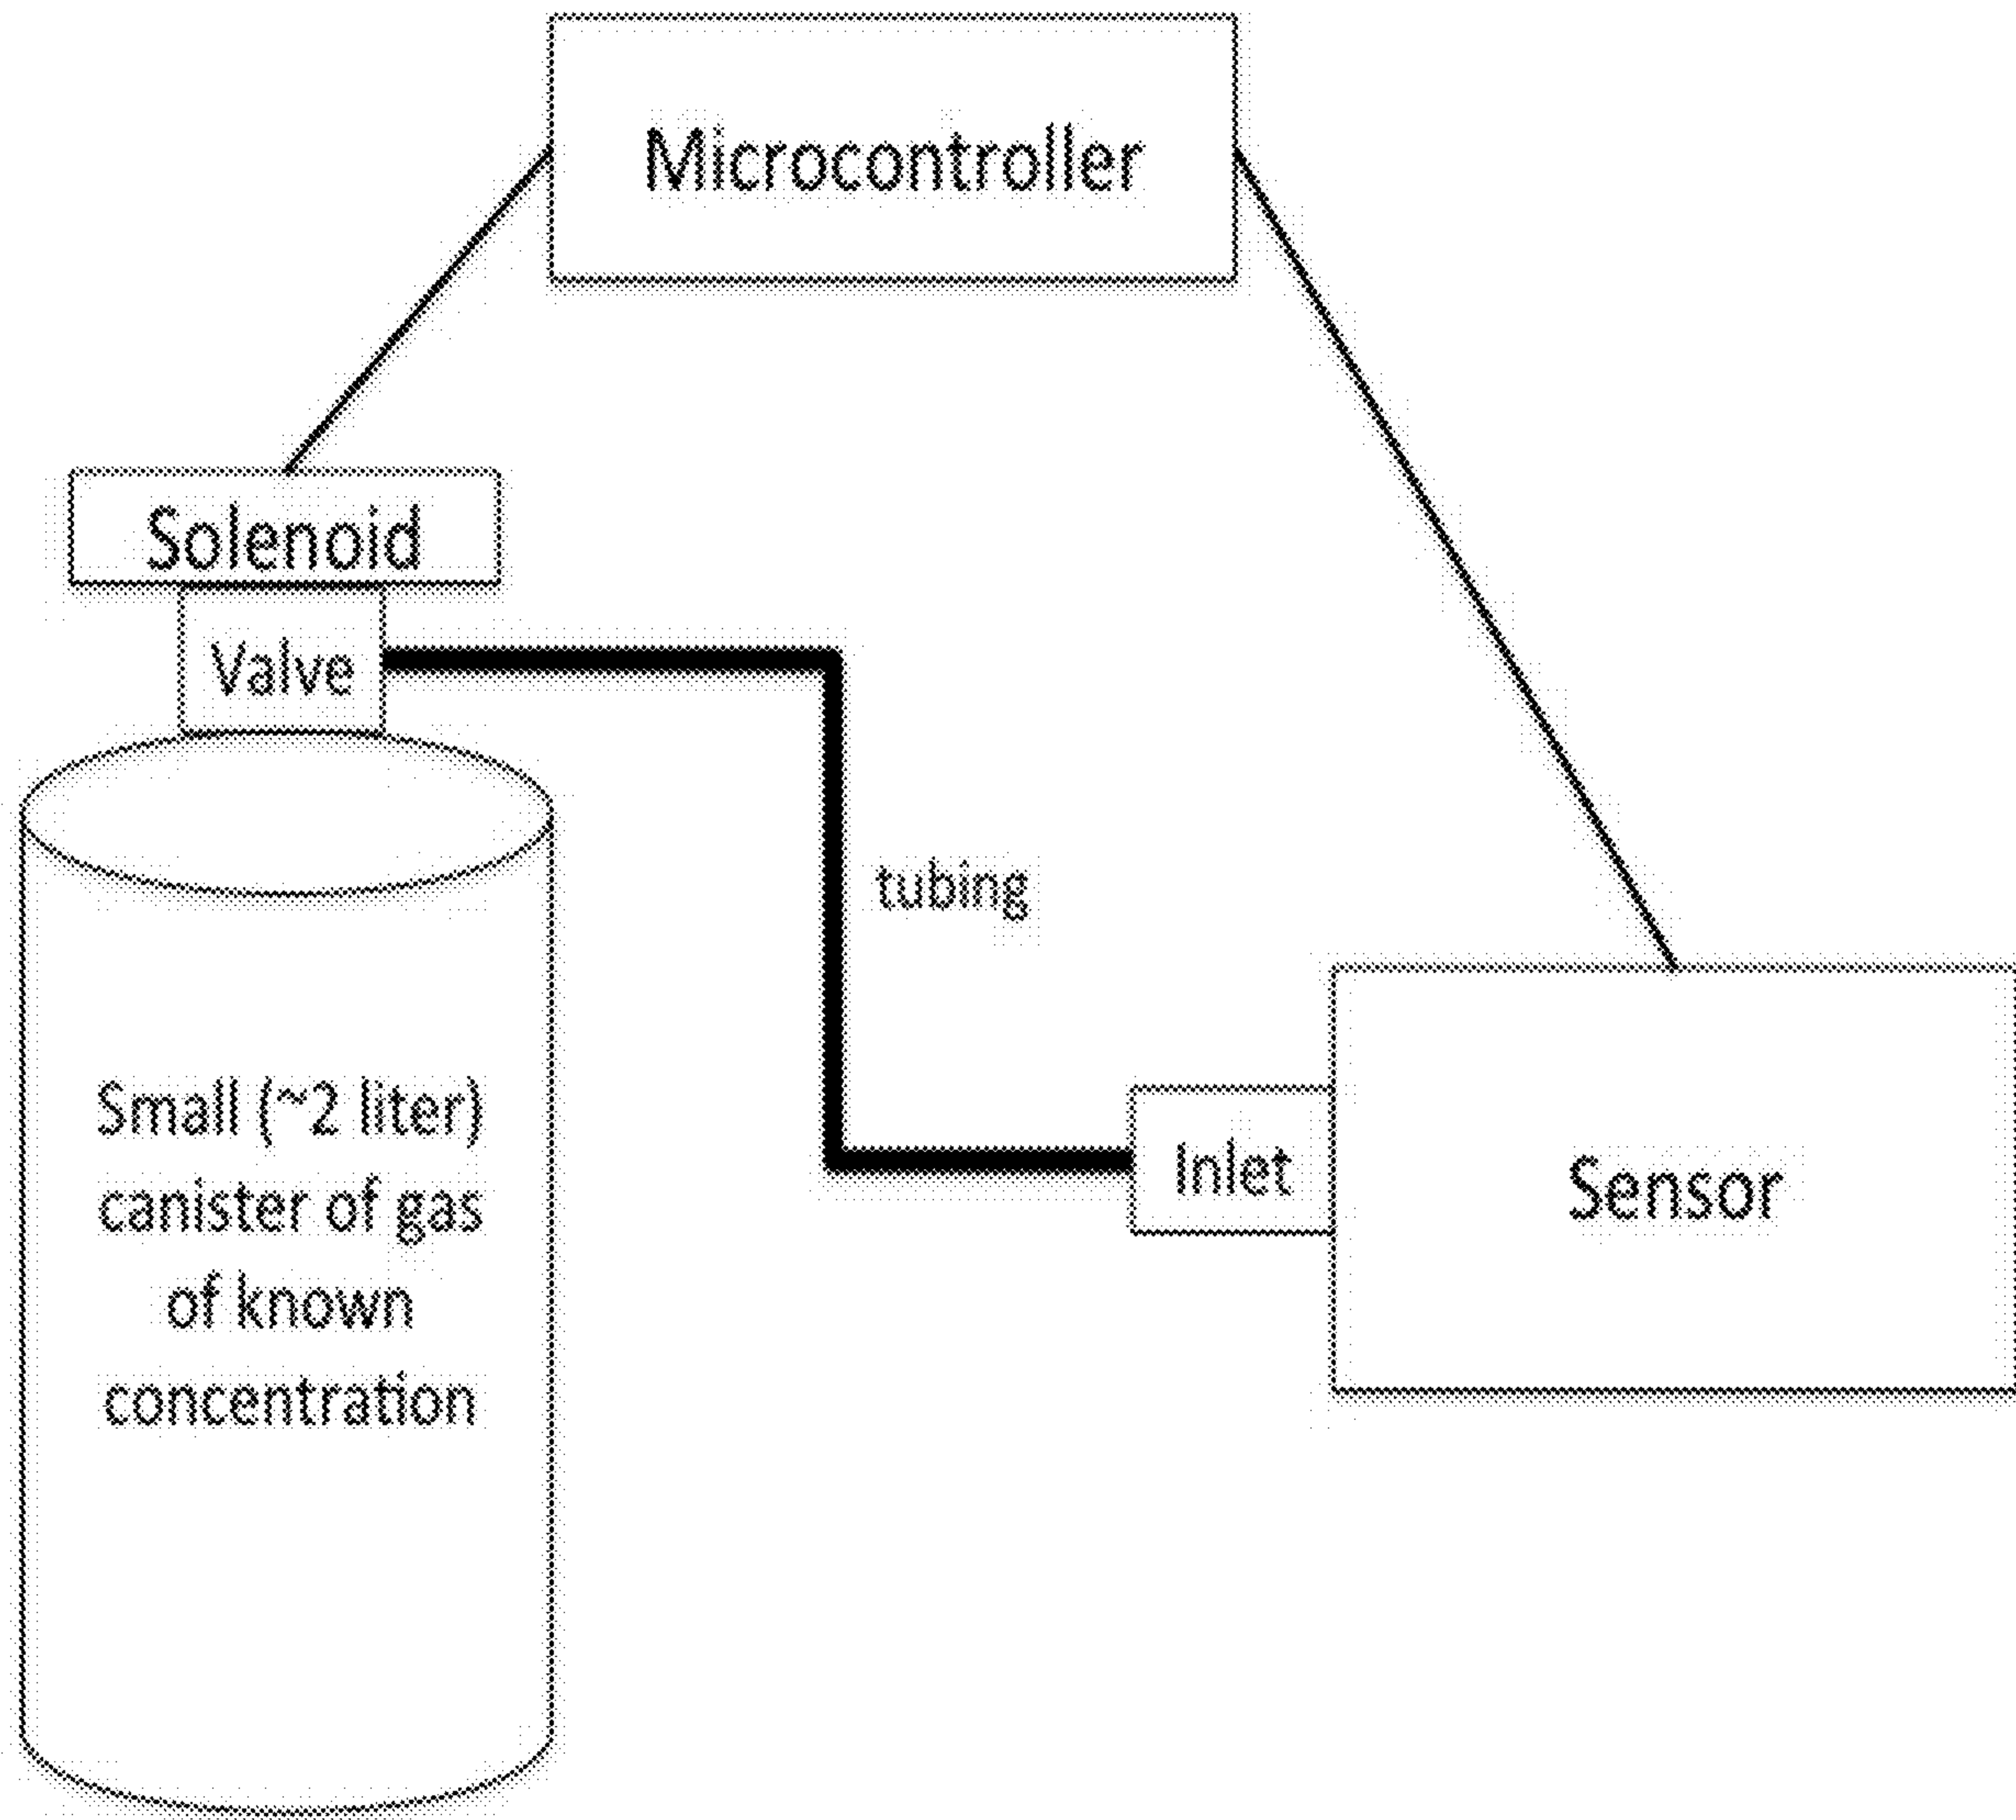 Microcontroller
Solenoid
Valve
tubing
Small (~2 liter)
canister of gas
of known
concentration
Inlet
Sensor